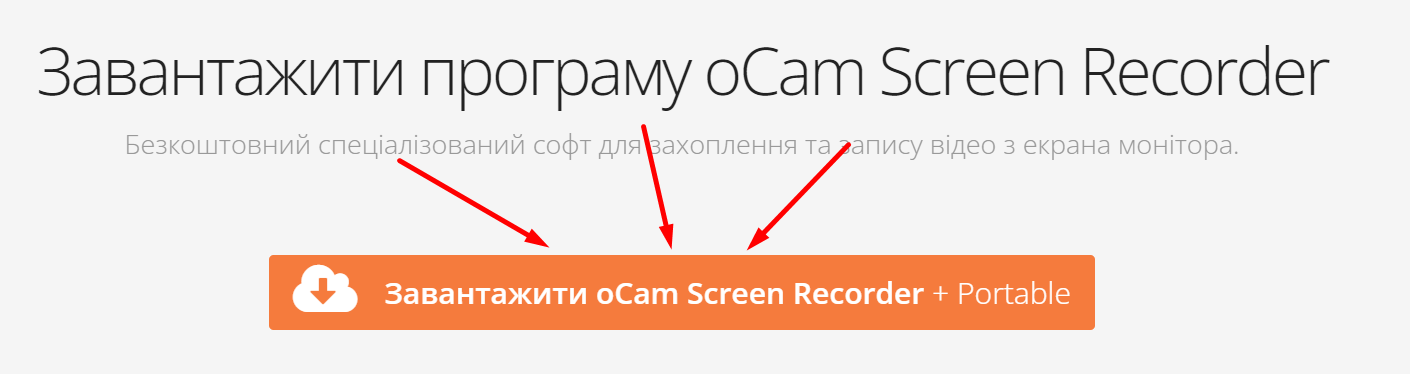 Завантажити програму oCam Screen Recorder
Безкоштовний спеціалізований софт для захоплення та запису відео з екрана монітора.
Завантажити oCam Screen Recorder + Portable